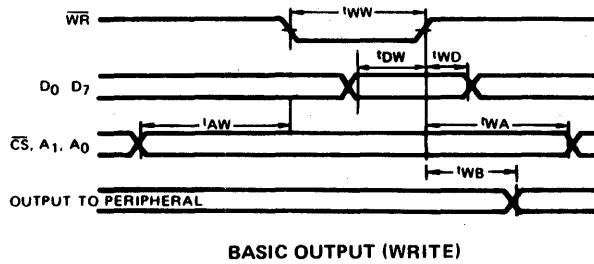 WR
tWW
tDW
tWD
D0 D7
tAW
tWA
CS, A1, A0
tWB
OUTPUT TO PERIPHERAL
BASIC OUTPUT (WRITE)